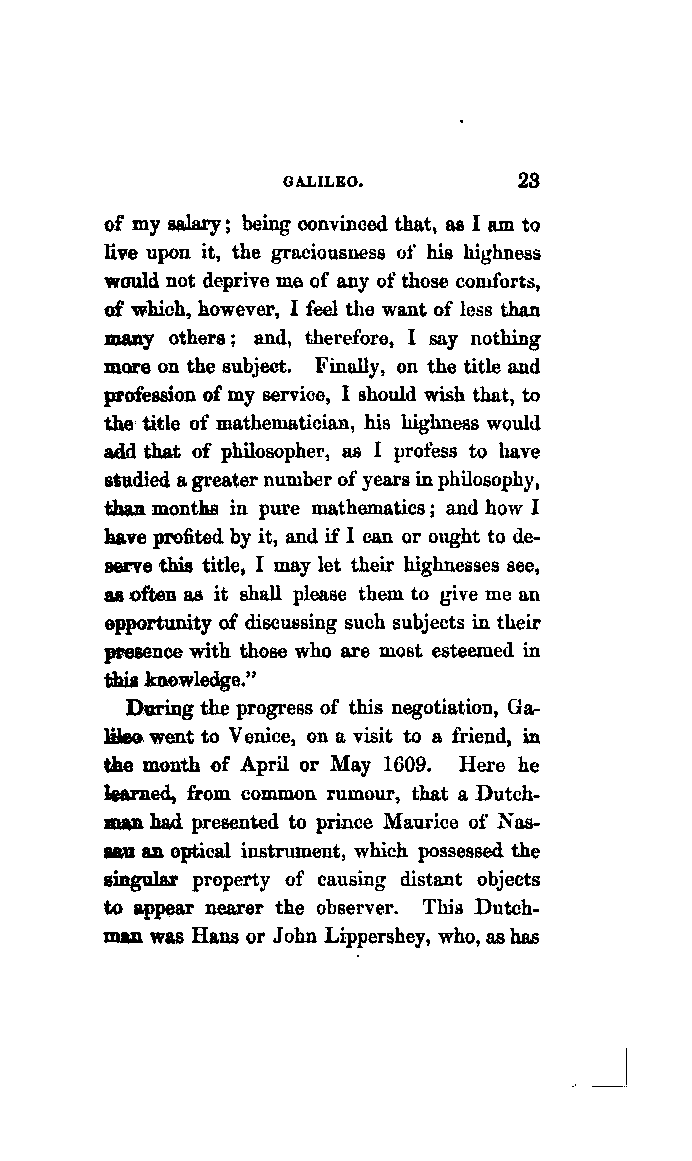 GALILEO. 23
of my salary; being convinced that, as I am to
live upon it, the graciousness of his highness
would not deprive me of any of those comforts,
of which, however, I feel the want of less than
many others; and, therefore, I say nothing
more on the subject. Finally, on the title and
profession of my service, I should wish that, to
the title of mathematician, his highness would
add that of philosopher, as I profess to have
studied a greater number of years in philosophy,
than months in pure mathematics; and how I
have profited by it, and if I can or ought to de-
serve this title, I may let their highnesses see,
as often as it shall please them to give me an
opportunity of discussing such subjects in their
presence with those who are most esteemed in
this knowledge."
During the progress of this negotiation, Ga-
lileo went to Venice, on a visit to a friend, in
the month of April or May 1609. Here he
learned, from common rumour, that a Dutch-
man had presented to prince Maurice of Nas-
sau an optical instrument, which possessed the
singular property of causing distant objects
to appear nearer the observer. This Dutch-
man was Hans or John Lippershey, who, as has